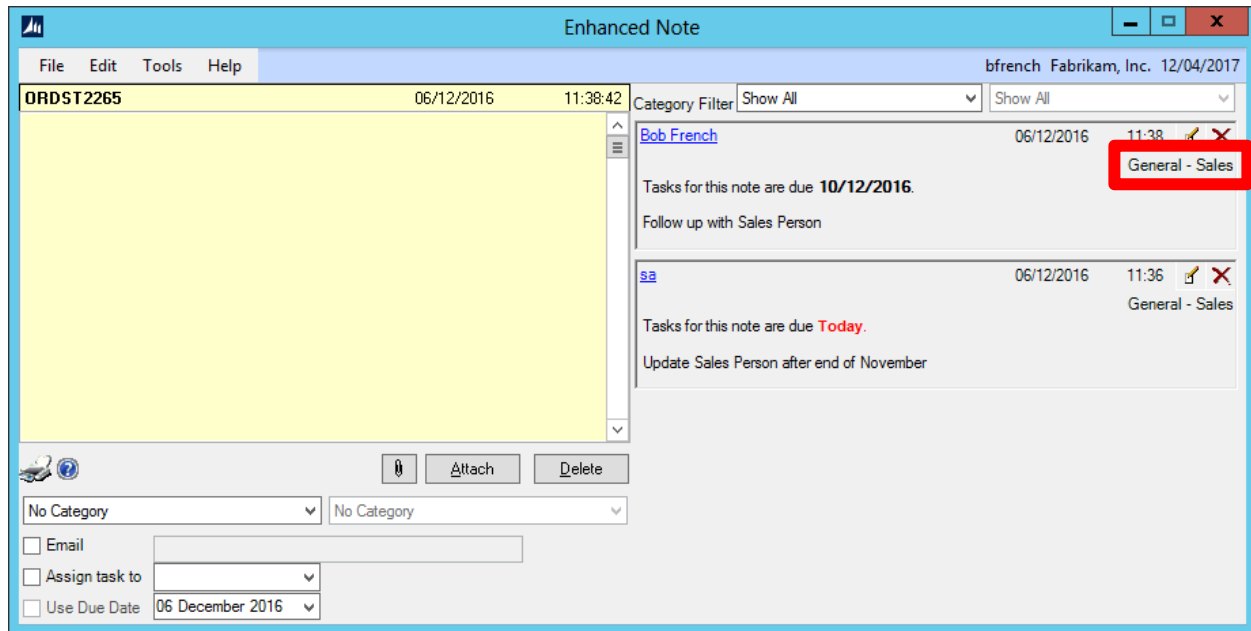 Enhanced Note
File Edit Tools Help
bfrench Fabrikam, Inc. 12/04/2017
ORDST2265 06/12/2016 11:38:42
Category Filter Show All Show All
Bob French 06/12/2016 11:38
General - Sales
Tasks for this note are due 10/12/2016.
Follow up with Sales Person
sa 06/12/2016 11:36
General - Sales
Tasks for this note are due Today.
Update Sales Person after end of November
Attach Delete
No Category No Category
Email
Assign task to
Use Due Date 06 December 2016